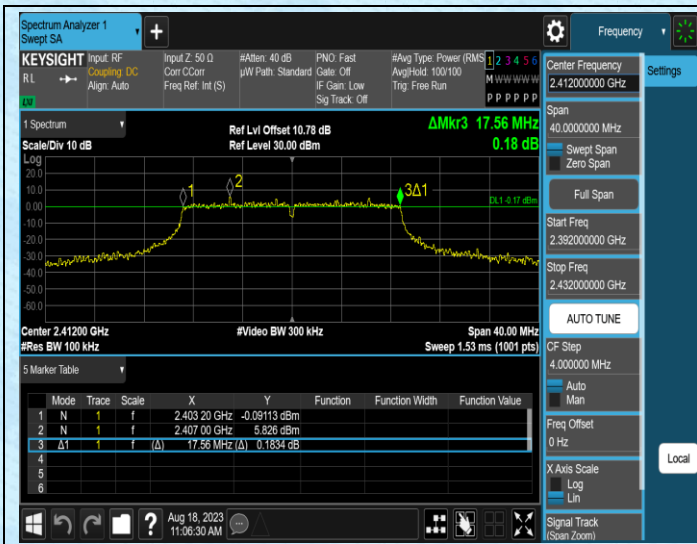 Spectrum Analyzer 1
Swept SA
+
Frequency
KEYSIGHT
RL
LXI
Input: RF
Coupling: DC
Align: Auto
Input Z: 50 Ω
Corr CCorr
Freq Ref: Int (S)
#Atten: 40 dB
µW Path: Standard
PNO: Fast
Gate: Off
IF Gain: Low
Sig Track: Off
#Avg Type: Power (RMS
Avg|Hold: 100/100
Trig: Free Run
1 2 3 4 5 6
M W W W W W
P P P P P P
1 Spectrum
Scale/Div 10 dB
Ref Lvl Offset 10.78 dB
Ref Level 30.00 dBm
ΔMkr3 17.56 MHz
0.18 dB
Log
20.0
10.0
0.00
-10.0
-20.0
-30.0
-40.0
-50.0
-60.0
1
2
3Δ1
DL1 -0.17 dBm
Center 2.41200 GHz
#Res BW 100 kHz
#Video BW 300 kHz
Span 40.00 MHz
Sweep 1.53 ms (1001 pts)
5 Marker Table
Mode Trace Scale X Y Function Function Width Function Value
1 N 1 f 2.403 20 GHz -0.09113 dBm
2 N 1 f 2.407 00 GHz 5.826 dBm
3 Δ1 1 f (Δ) 17.56 MHz (Δ) 0.1834 dB
4
5
6
?
Aug 18, 2023
11:06:30 AM
Center Frequency
2.412000000 GHz
Span
40.0000000 MHz
Swept Span
Zero Span
Full Span
Start Freq
2.392000000 GHz
Stop Freq
2.432000000 GHz
AUTO TUNE
CF Step
4.000000 MHz
Auto
Man
Freq Offset
0 Hz
X Axis Scale
Log
Lin
Signal Track
(Span Zoom)
Settings
Local